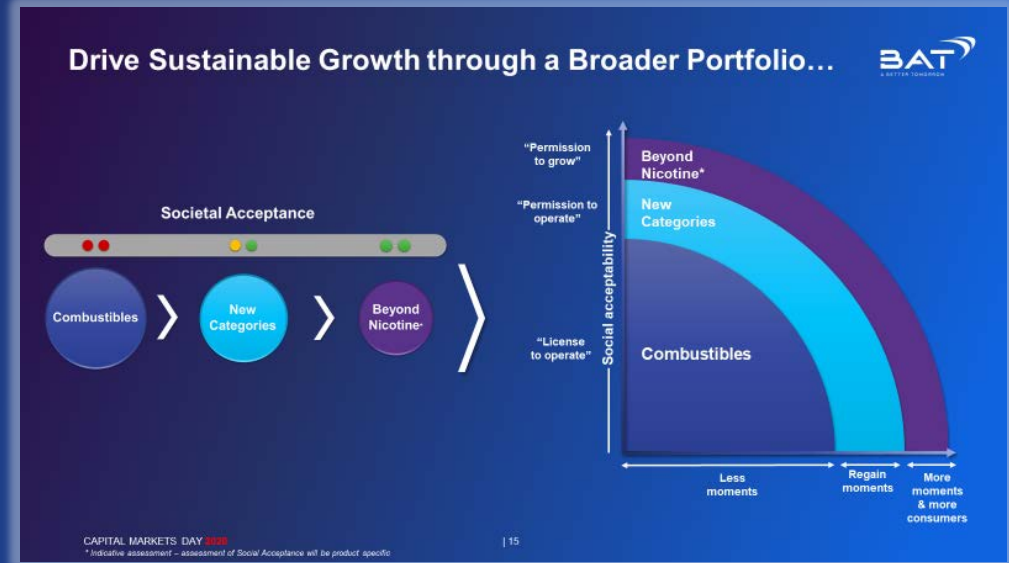 Drive Sustainable Growth through a Broader Portfolio…
BAT
A BETTER TOMORROW
Societal Acceptance
Combustibles
New
Categories
Beyond
Nicotine*
"Permission
to grow"
"Permission to
operate"
"License
to operate"
Social acceptability
Beyond
Nicotine*
New
Categories
Combustibles
Less
moments
Regain
moments
More
moments
& more
consumers
CAPITAL MARKETS DAY 2020
* Indicative assessment – assessment of Social Acceptance will be product specific
| 15